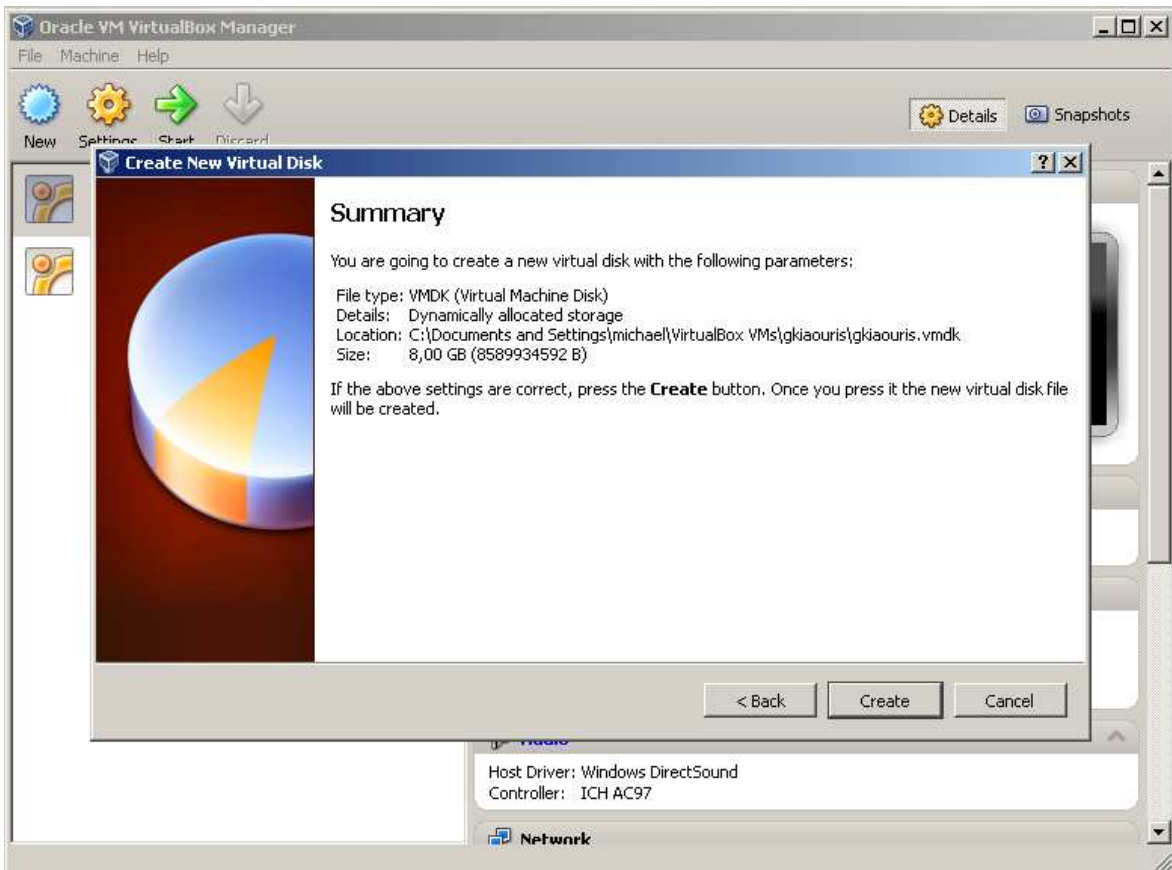 Oracle VM VirtualBox Manager
File Machine Help
New Settings Start Discard
Details Snapshots
Create New Virtual Disk
Summary
You are going to create a new virtual disk with the following parameters:
File type: VMDK (Virtual Machine Disk)
Details: Dynamically allocated storage
Location: C:\Documents and Settings\michael\VirtualBox VMs\gkiaouris\gkiaouris.vmdk
Size: 8,00 GB (8589934592 B)
If the above settings are correct, press the Create button. Once you press it the new virtual disk file
will be created.
< Back Create Cancel
Audio
Host Driver: Windows DirectSound
Controller: ICH AC97
Network